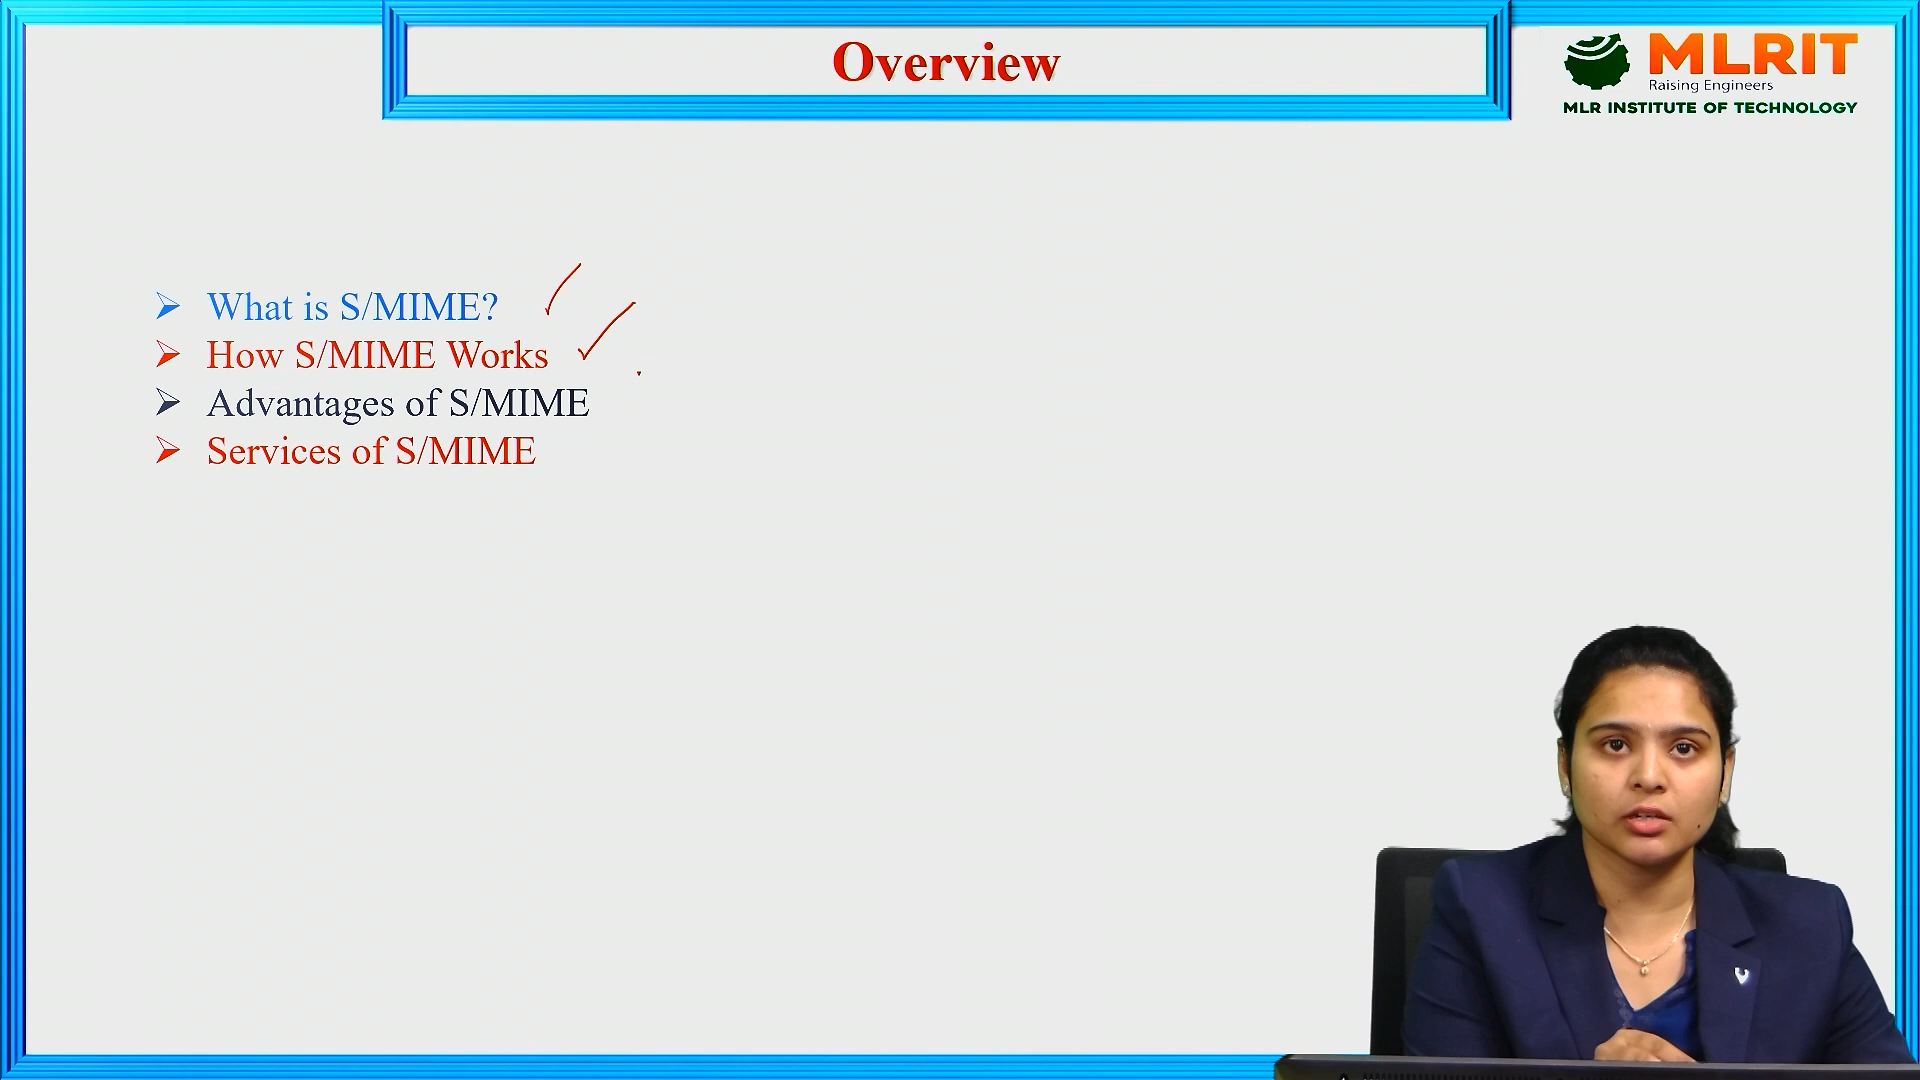 Overview
MLRIT
Raising Engineers
MLR INSTITUTE OF TECHNOLOGY
What is S/MIME?
How S/MIME Works
Advantages of S/MIME
Services of S/MIME